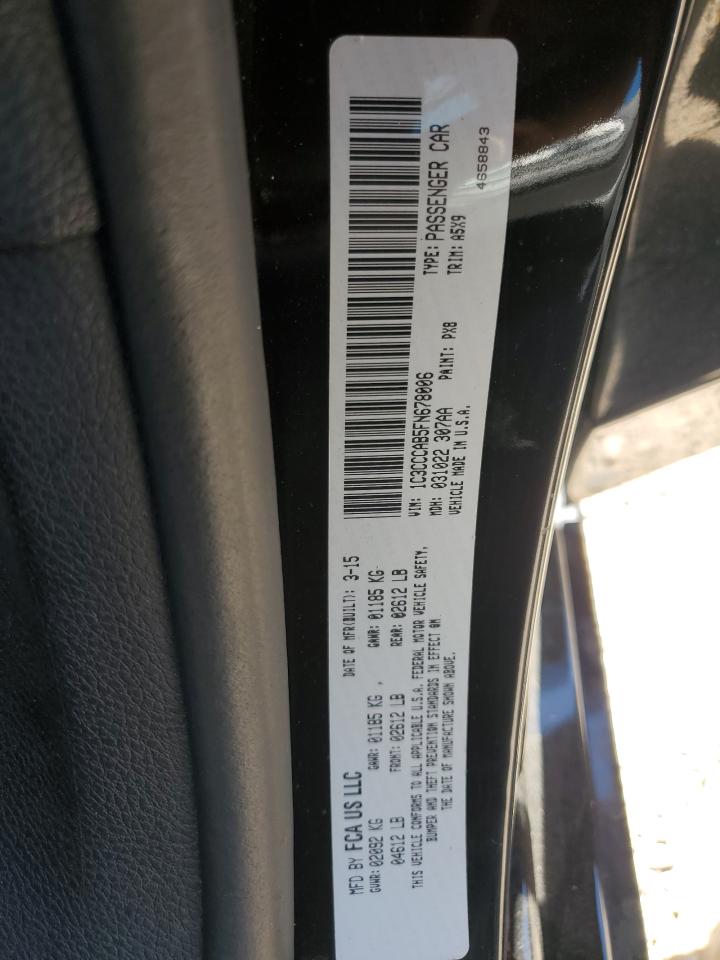 MFD BY FCA US LLC
DATE OF MFR(BUILT): 3-15
GVWR: 02092 KG
GAWR: 01185 KG ,
GAWR: 01185 KG
04612 LB
FRONT: 02612 LB
REAR: 02612 LB
THIS VEHICLE CONFORMS TO ALL APPLICABLE U.S.A. FEDERAL MOTOR VEHICLE SAFETY,
BUMPER AND THEFT PREVENTION STANDARDS IN EFFECT ON
THE DATE OF MANUFACTURE SHOWN ABOVE.
VIN: 1C3CCCAB5FN678006
TYPE: PASSENGER CAR
MDH: 031022 307AA
PAINT: PX8
TRIM: A5X9
VEHICLE MADE IN U.S.A.
4658843